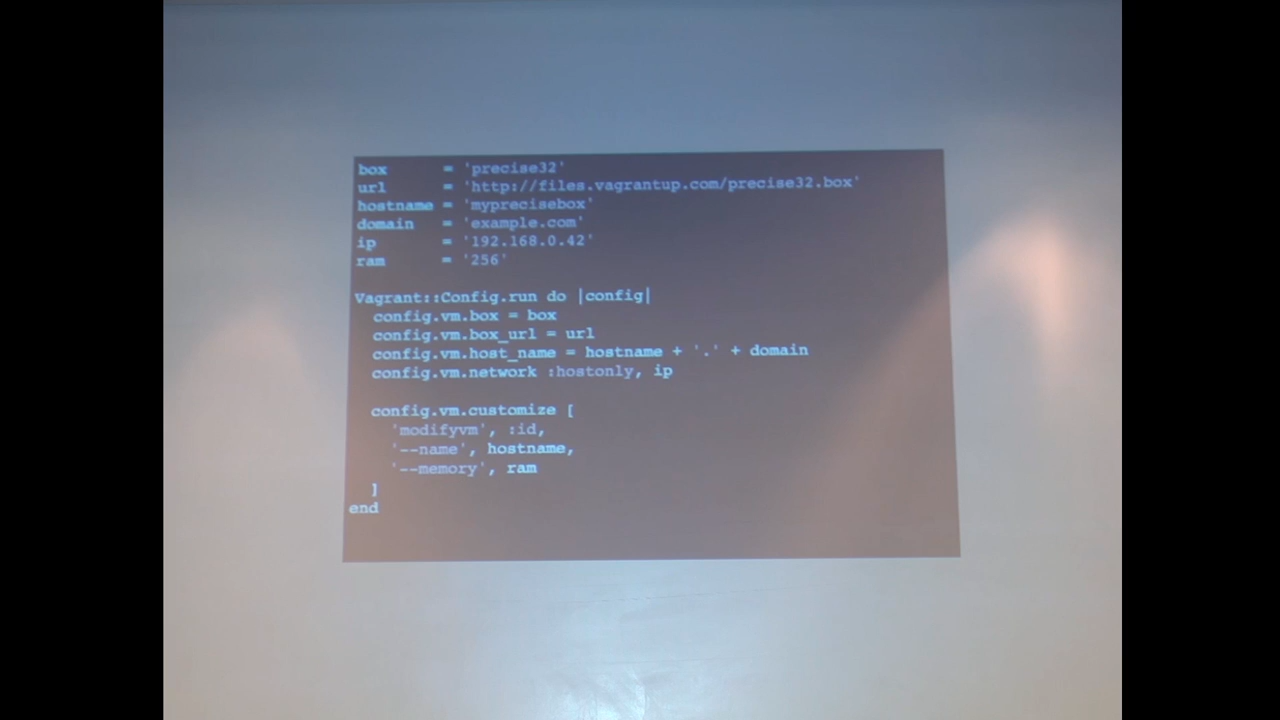 box      = 'precise32'
url      = 'http://files.vagrantup.com/precise32.box'
hostname = 'myprecisebox'
domain   = 'example.com'
ip       = '192.168.0.42'
ram      = '256'

Vagrant::Config.run do |config|
  config.vm.box = box
  config.vm.box_url = url
  config.vm.host_name = hostname + '.' + domain
  config.vm.network :hostonly, ip

  config.vm.customize [
    'modifyvm', :id,
    '--name', hostname,
    '--memory', ram
  ]
end